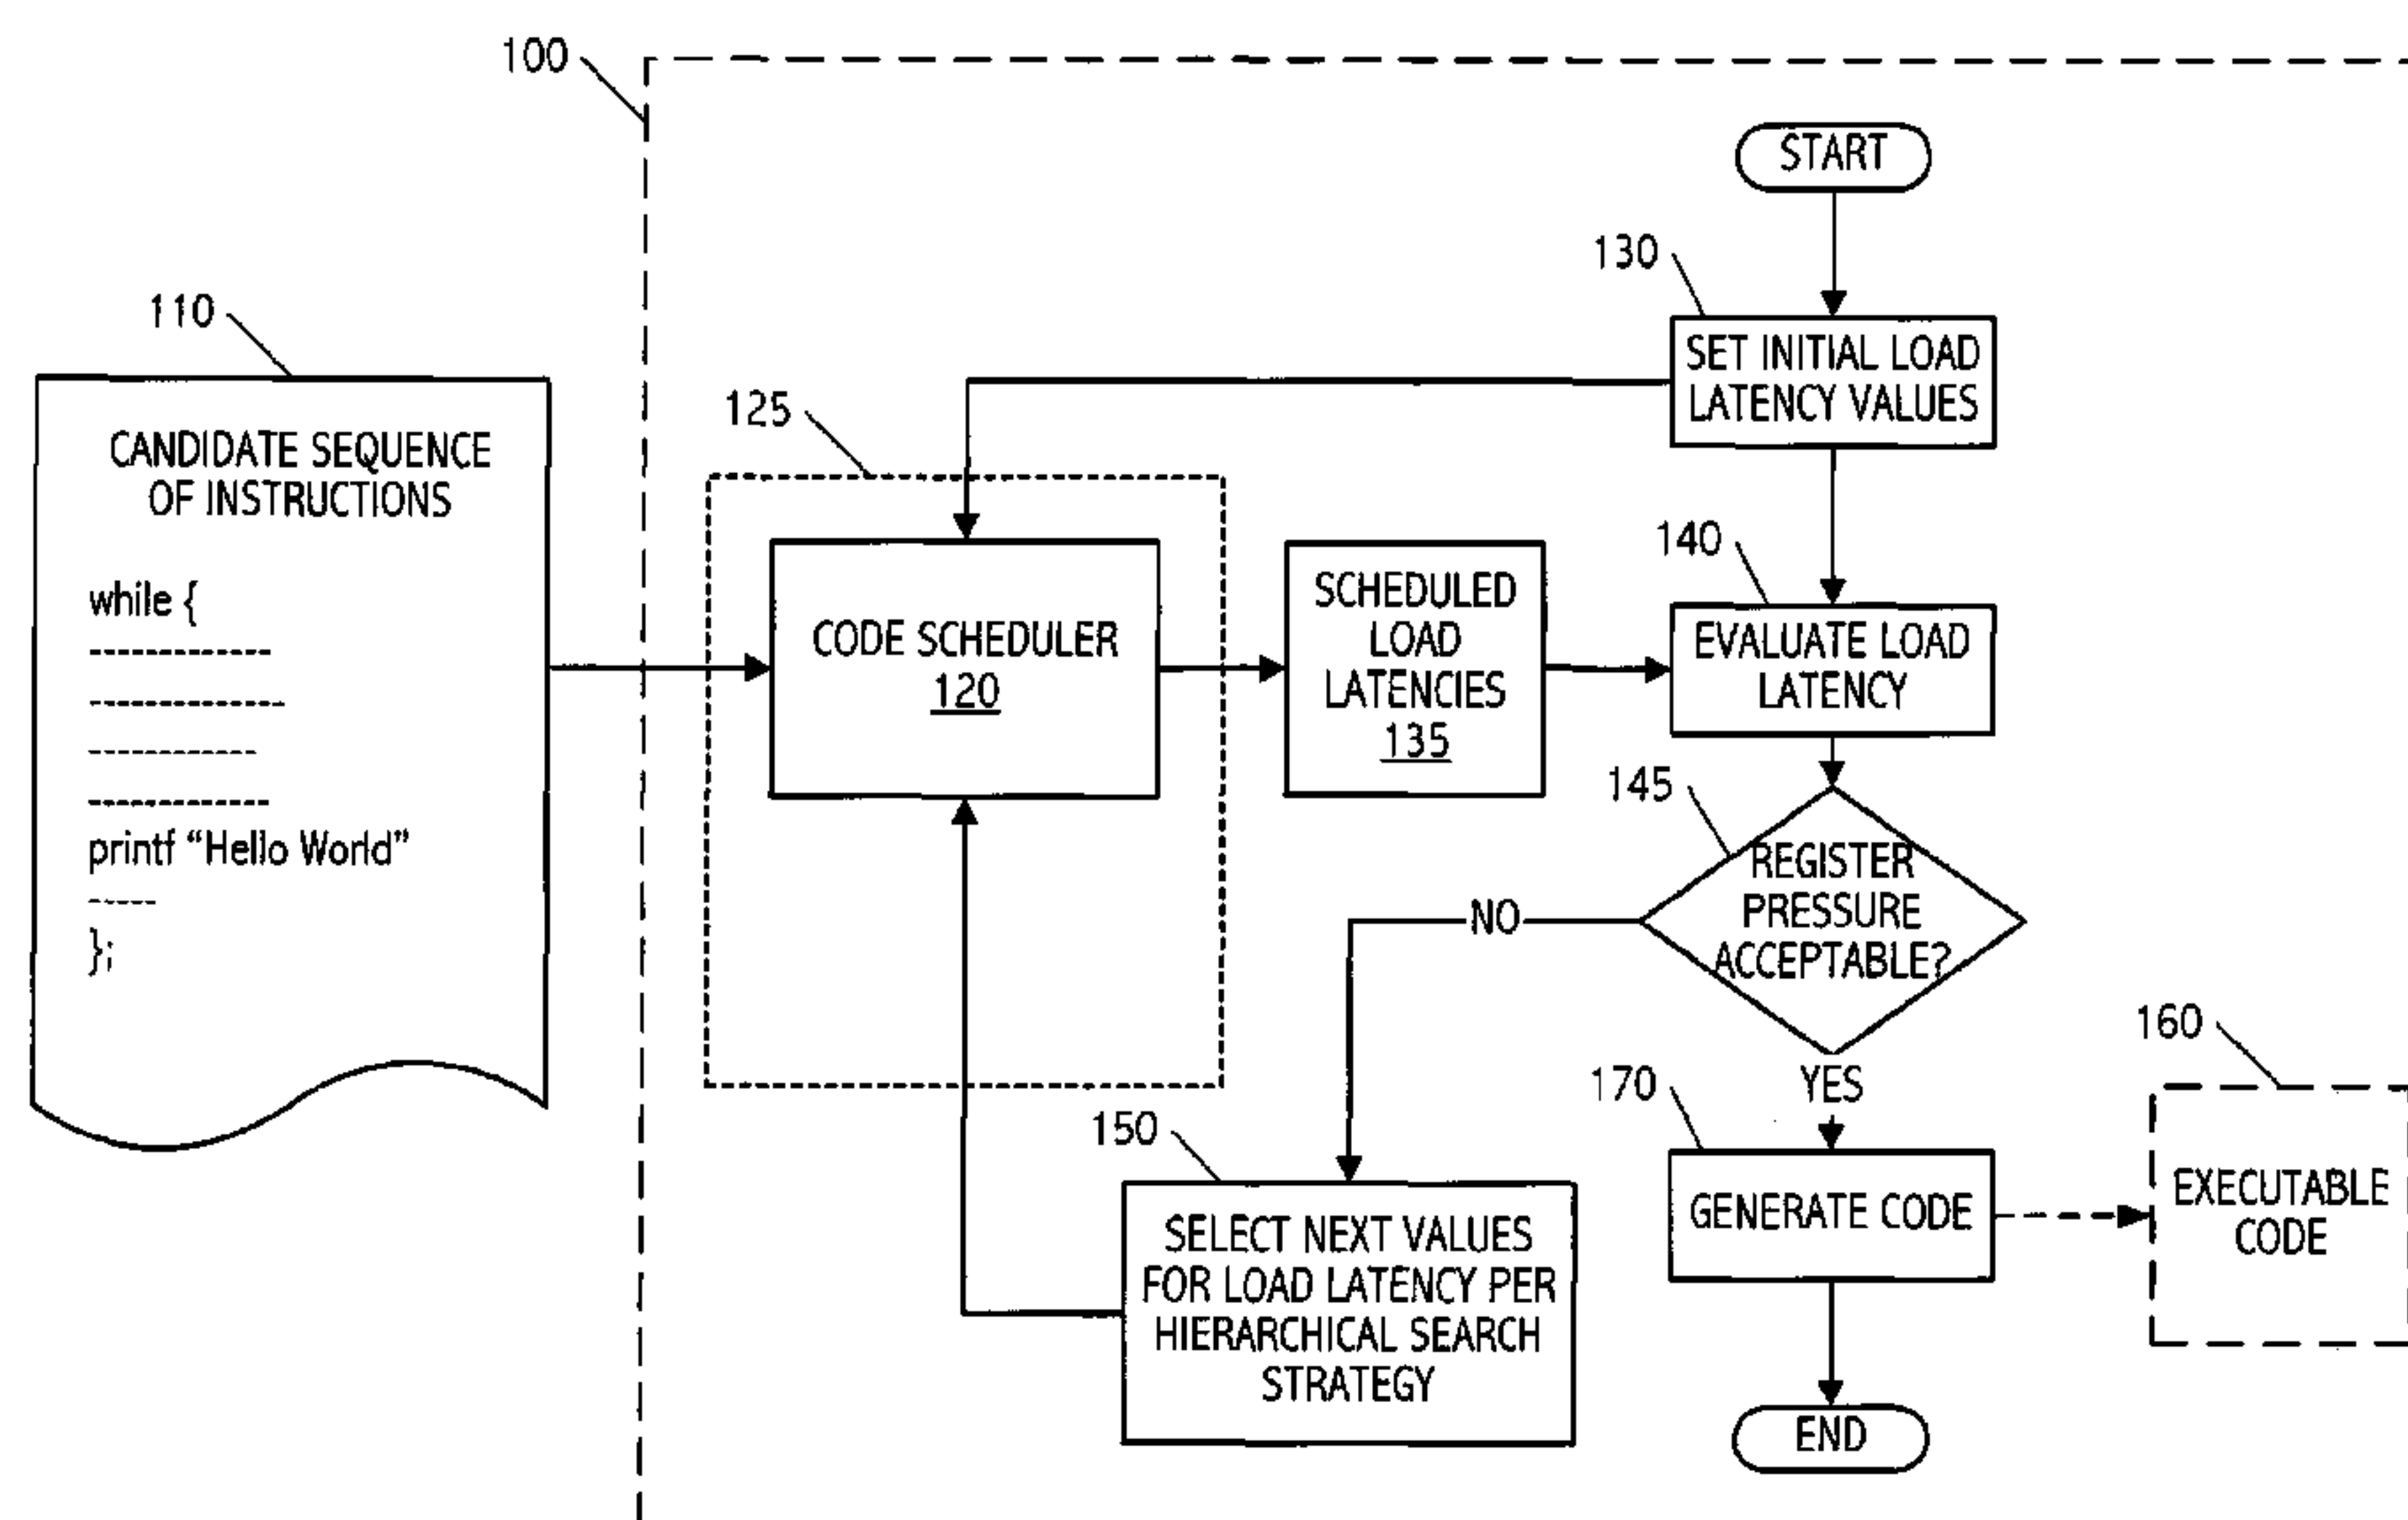 100
START
130
SET INITIAL LOAD
LATENCY VALUES
110
CANDIDATE SEQUENCE
OF INSTRUCTIONS
while {
printf “Hello World”
};
125
CODE SCHEDULER
120
SCHEDULED
LOAD
LATENCIES
135
140
EVALUATE LOAD
LATENCY
145
REGISTER
PRESSURE
ACCEPTABLE?
NO
YES
150
SELECT NEXT VALUES
FOR LOAD LATENCY PER
HIERARCHICAL SEARCH
STRATEGY
170
GENERATE CODE
160
EXECUTABLE
CODE
END